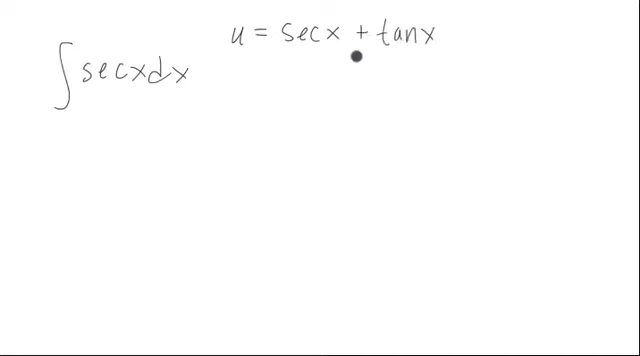 u = secx + tanx
∫ secxdx